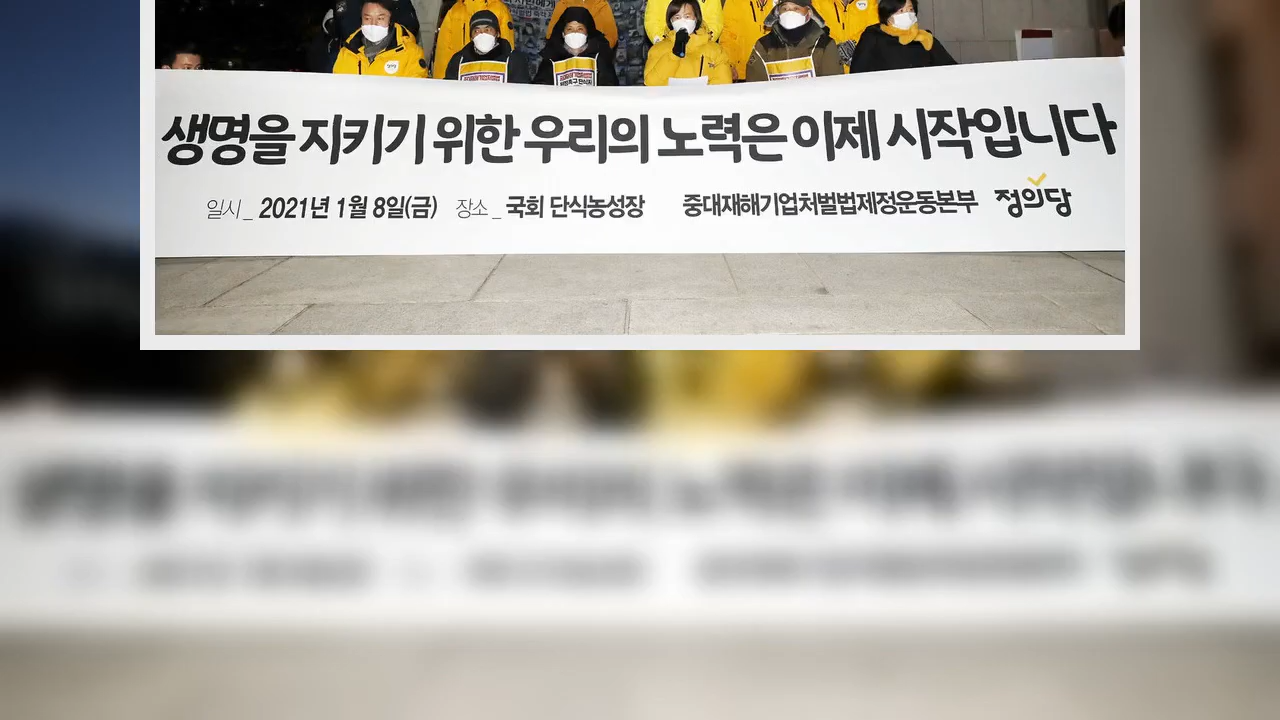 생명을 지키기 위한 우리의 노력은 이제 시작입니다
일시_ 2021년 1월 8일(금) 장소_ 국회 단식농성장 중대재해기업처벌법제정운동본부 정의당